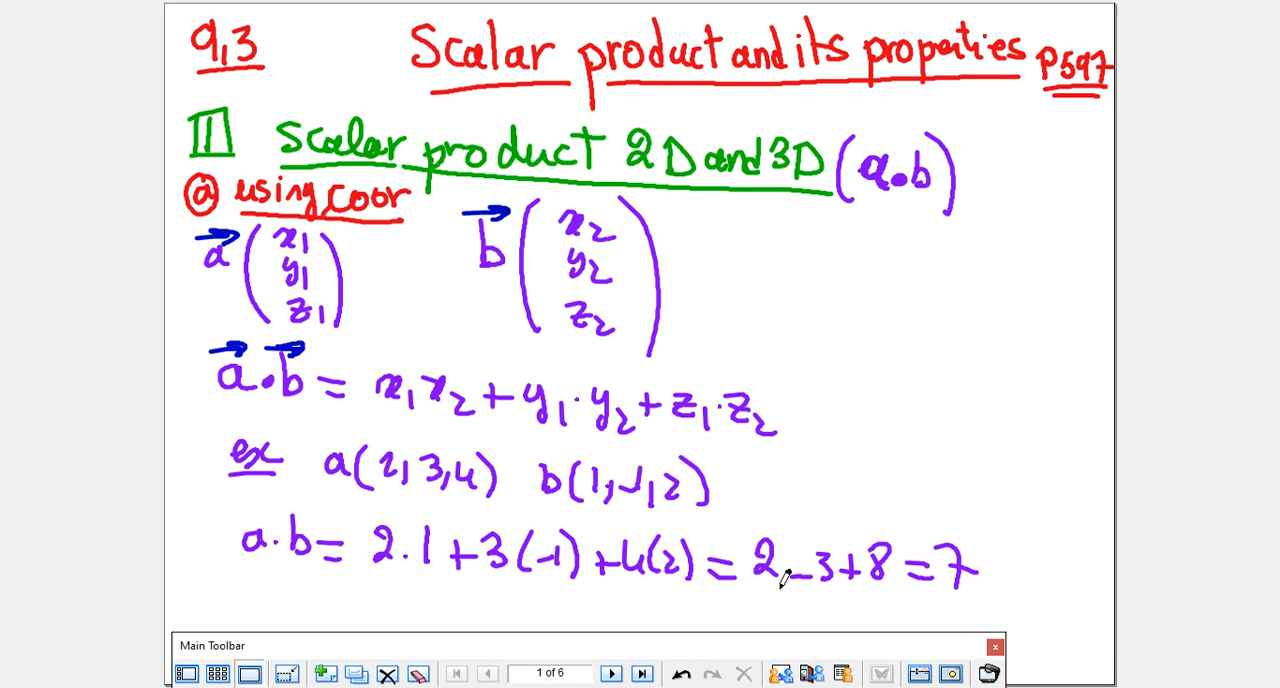 9,3 Scalar product and its properties P597
II Scalar product 2D and 3D (a.b)
a using coor
a (x1 y1 z1) b (x2 y2 z2)
a.b = x1x2 + y1.y2 + z1.z2
ex a(2,3,4) b(1,-1,2)
a.b = 2.1 + 3(-1) + 4(2) = 2 - 3 + 8 = 7
Main Toolbar
1 of 6